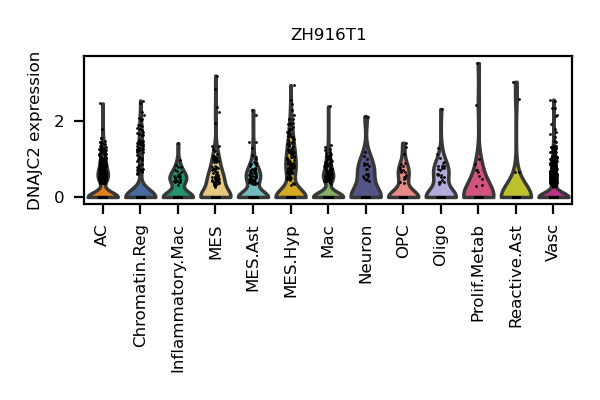 ZH916T1
DNAJC2 expression
2
0
AC
Chromatin.Reg
Inflammatory.Mac
MES
MES.Ast
MES.Hyp
Mac
Neuron
OPC
Oligo
Prolif.Metab
Reactive.Ast
Vasc